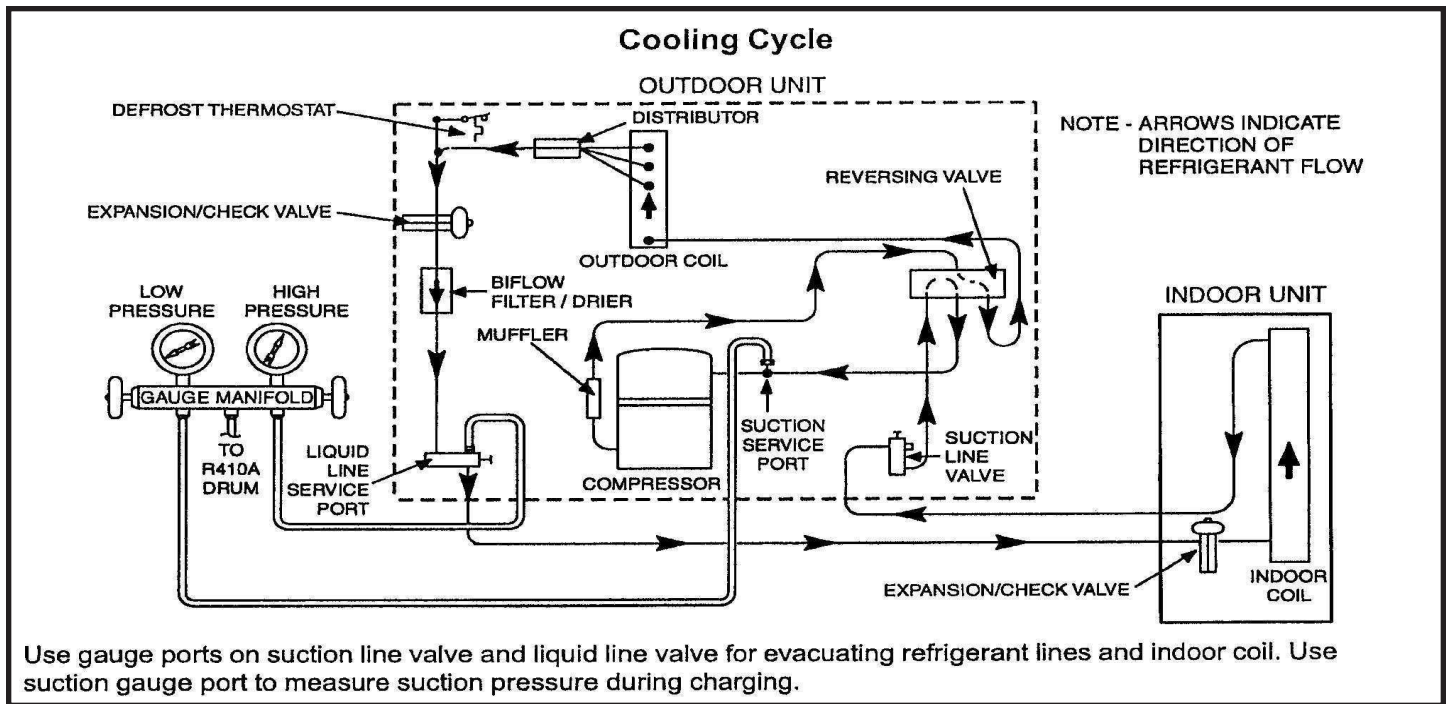 Cooling Cycle
OUTDOOR UNIT
DEFROST THERMOSTAT
DISTRIBUTOR
NOTE - ARROWS INDICATE
DIRECTION OF
REFRIGERANT FLOW
REVERSING VALVE
EXPANSION/CHECK VALVE
OUTDOOR COIL
BIFLOW
FILTER / DRIER
LOW
PRESSURE
HIGH
PRESSURE
INDOOR UNIT
MUFFLER
GAUGE MANIFOLD
TO
R410A
DRUM
LIQUID
LINE
SERVICE
PORT
COMPRESSOR
SUCTION
SERVICE
PORT
SUCTION
LINE
VALVE
EXPANSION/CHECK VALVE
INDOOR
COIL
Use gauge ports on suction line valve and liquid line valve for evacuating refrigerant lines and indoor coil. Use
suction gauge port to measure suction pressure during charging.